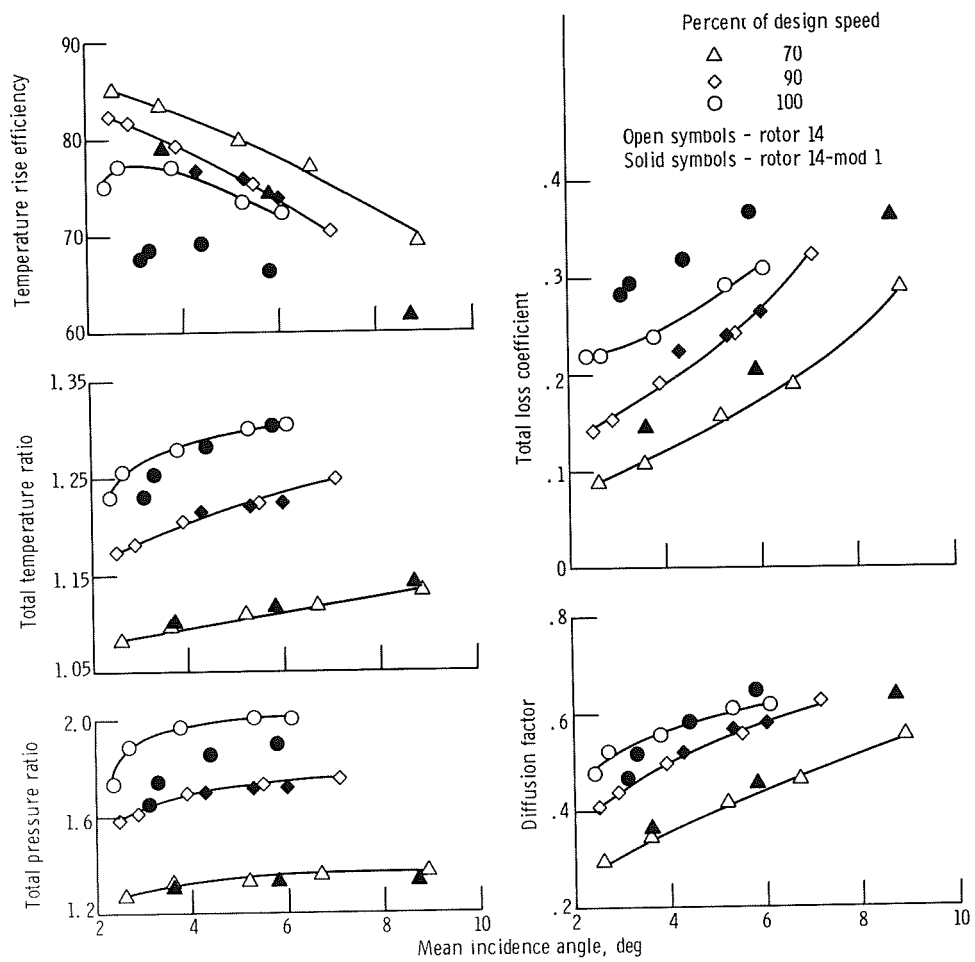 Percent of design speed
70
90
100
Open symbols - rotor 14
Solid symbols - rotor 14-mod 1
90
80
70
60
Temperature rise efficiency
1.35
1.25
1.15
1.05
Total temperature ratio
2.0
1.6
1.2
Total pressure ratio
2 4 6 8 10
.4
.3
.2
.1
0
Total loss coefficient
.8
.6
.4
.2
Diffusion factor
2 4 6 8 10
Mean incidence angle, deg